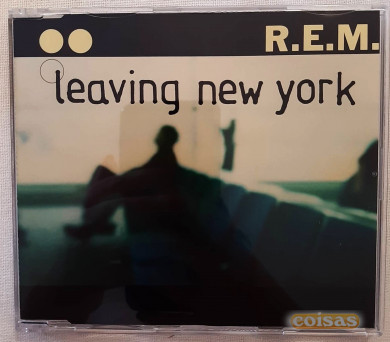 R.E.M.
leaving new york
coisas